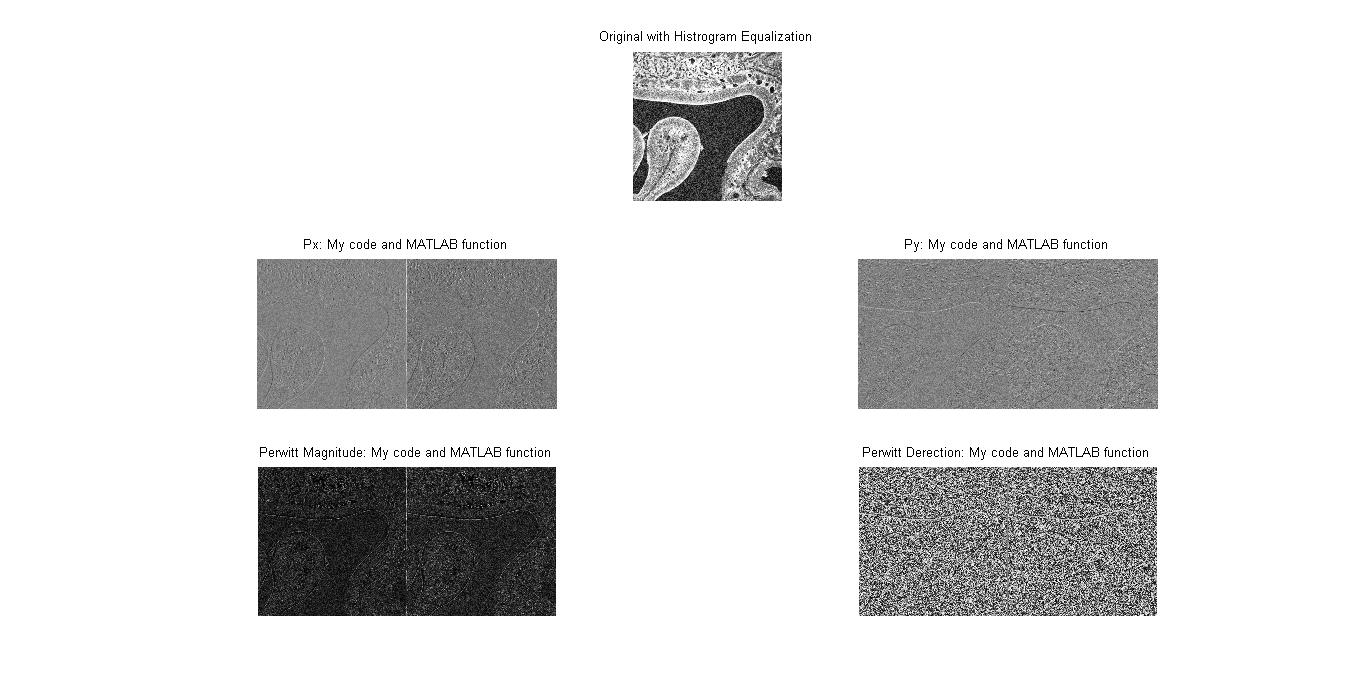 Original with Histrogram Equalization
Px: My code and MATLAB function
Py: My code and MATLAB function
Perwitt Magnitude: My code and MATLAB function
Perwitt Derection: My code and MATLAB function